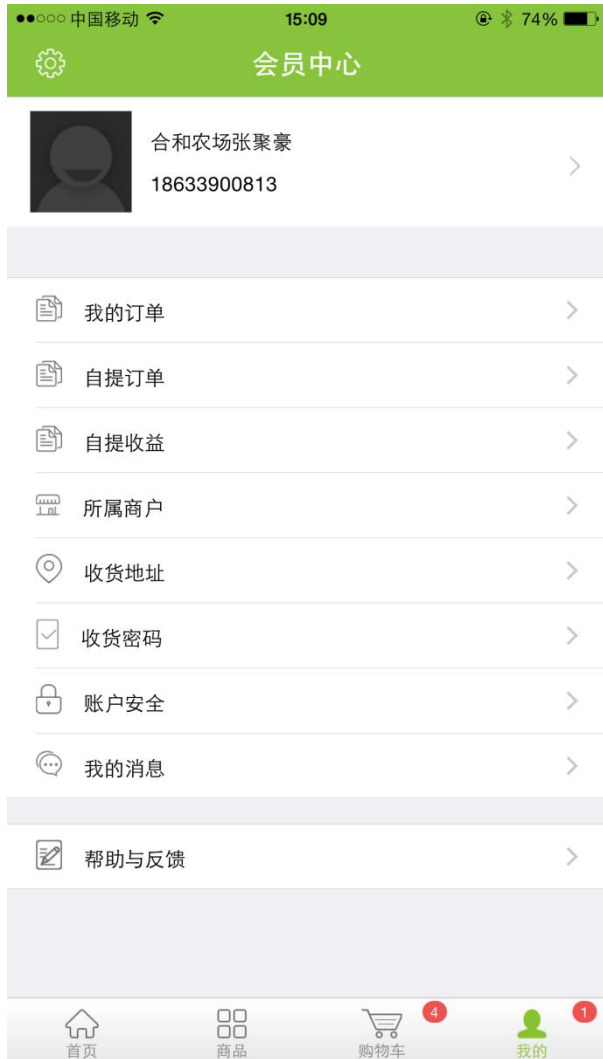 中国移动 15:09 74%
会员中心
合和农场张聚豪
18633900813
我的订单
自提订单
自提收益
所属商户
收货地址
收货密码
账户安全
我的消息
帮助与反馈
4 1
首页 商品 购物车 我的